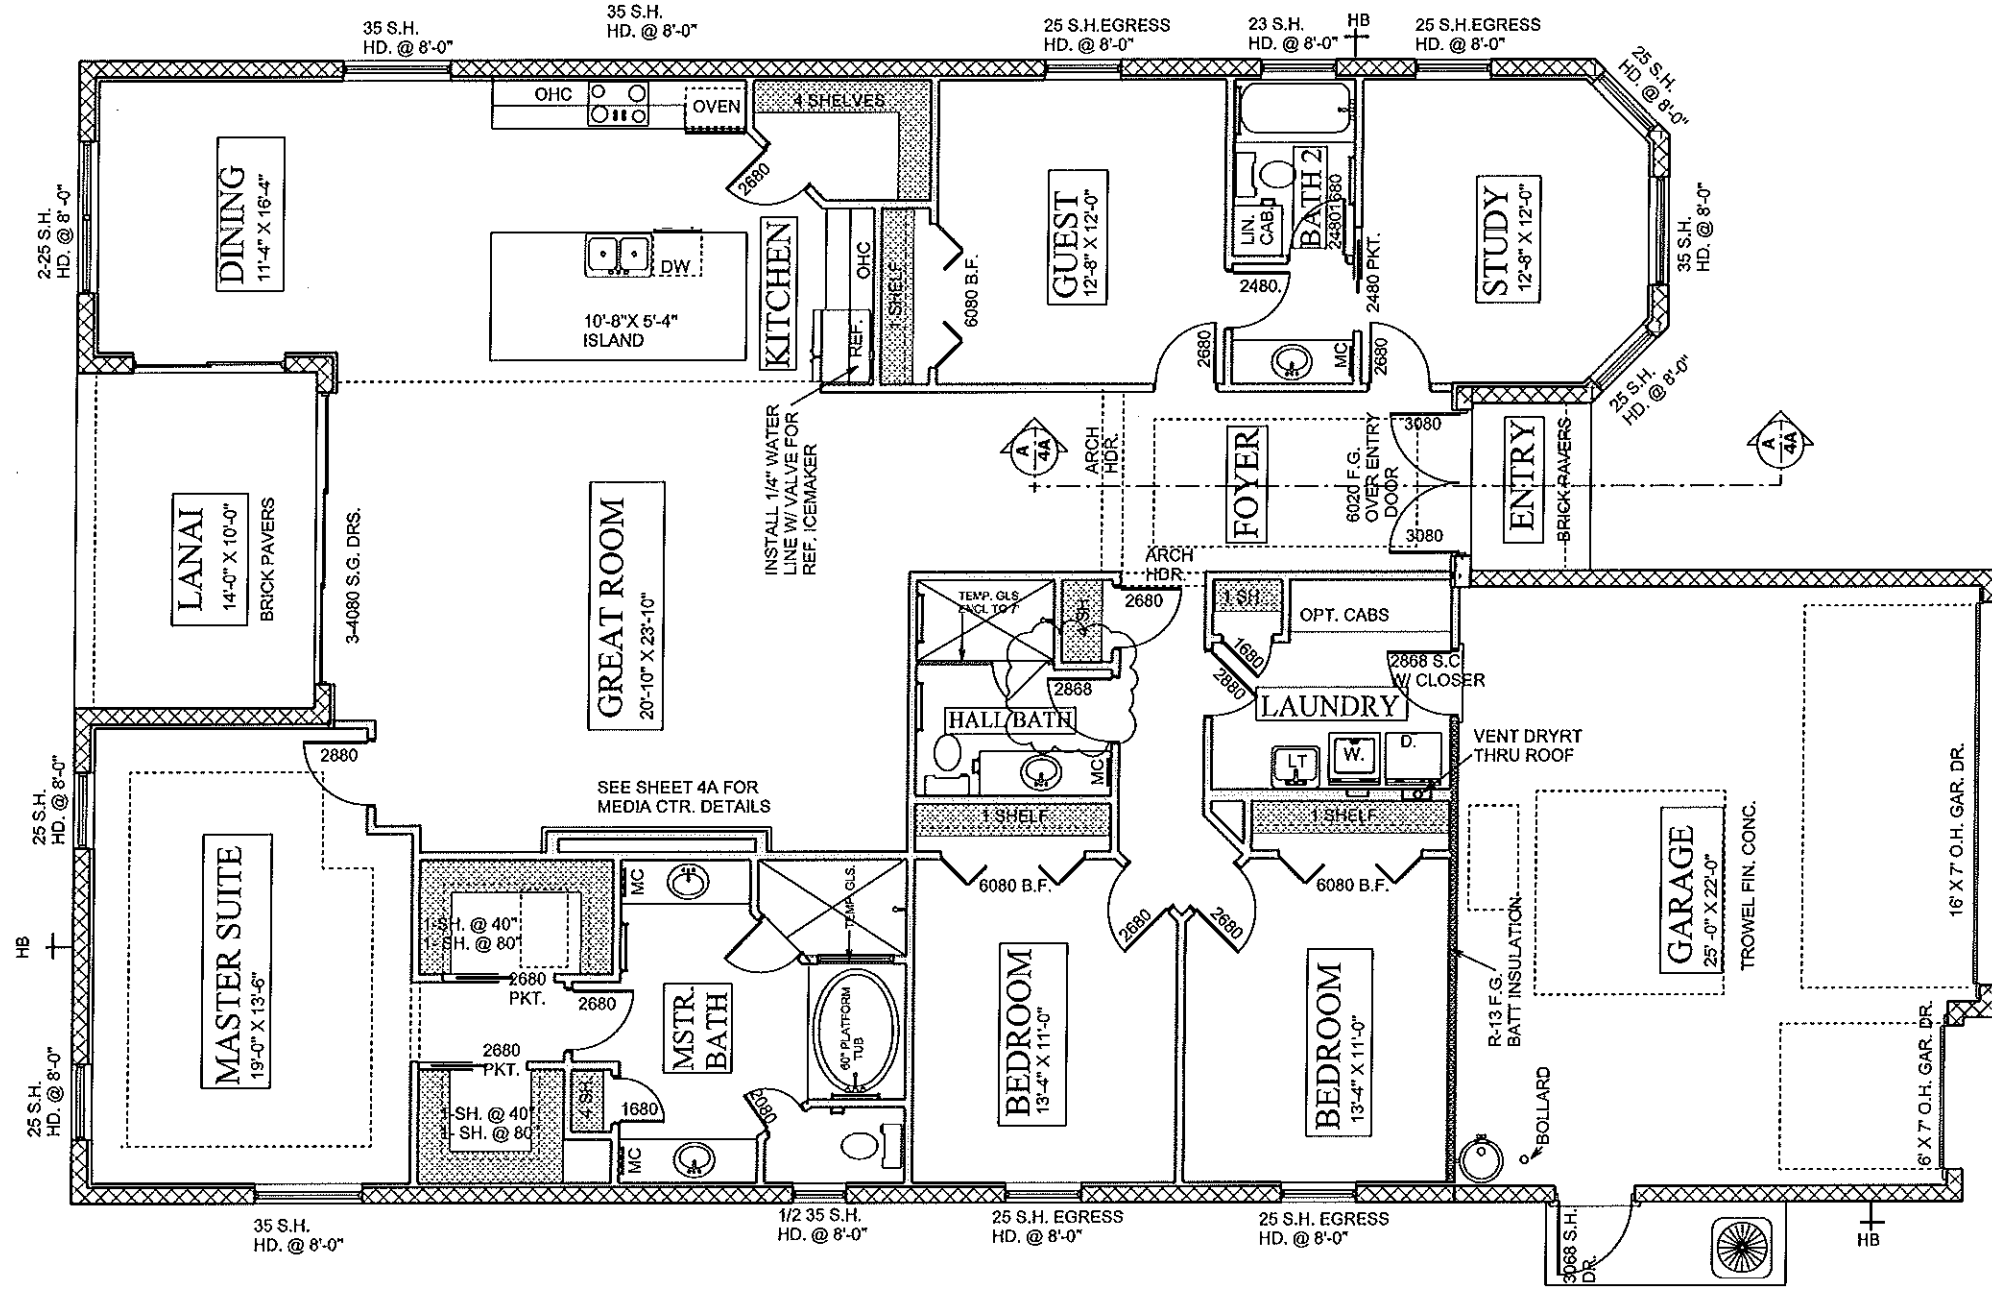 35 S.H.
HD. @ 8'-0"
35 S.H.
HD. @ 8'-0"
25 S.H.EGRESS
HD. @ 8'-0"
23 S.H.
HD. @ 8'-0"
HB
25 S.H.EGRESS
HD. @ 8'-0"
25 S.H.
HD. @ 8'-0"
2-25 S.H.
HD. @ 8'-0"
DINING
11'-4" X 16'-4"
OHC
OVEN
4 SHELVES
2680
DW
10'-8"X 5'-4"
ISLAND
KITCHEN
OHC
REF.
1 SHELF
6080 B.F.
GUEST
12'-8" X 12'-0"
BATH 2
LIN.
CAB.
2480
1680
2480.
2480 PKT.
2680
MC
2680
STUDY
12'-8" X 12'-0"
35 S.H.
HD. @ 8'-0"
25 S.H.
HD. @ 8'-0"
INSTALL 1/4" WATER
LINE W/ VALVE FOR
REF. ICEMAKER
LANAI
14'-0" X 10'-0"
BRICK PAVERS
3-4080 S.G. DRS.
GREAT ROOM
20'-10" X 23'-10"
A
4A
ARCH
HDR.
FOYER
6020 F.G.
OVER ENTRY
DOOR
3080
3080
ENTRY
BRICK PAVERS
A
4A
ARCH
HDR.
TEMP. GLS.
ENCL TO 7'
4 SH.
2680
2868
HALL BATH
MC
1 SH.
1680
2880
OPT. CABS
2868 S.C.
W/ CLOSER
LAUNDRY
LT
W.
D.
VENT DRYRT
THRU ROOF
2880
SEE SHEET 4A FOR
MEDIA CTR. DETAILS
25 S.H.
HD. @ 8'-0"
HB
25 S.H.
HD. @ 8'-0"
MASTER SUITE
19'-0" X 13'-6"
1-SH. @ 40"
1- SH. @ 80"
2680
PKT.
2680
2680
PKT.
-SH. @ 40"
- SH. @ 80"
4 SH.
1680
MC
MC
MSTR.
BATH
TEMP. GLS.
60" PLATFORM
TUB
2080
1 SHELF
6080 B.F.
2680
BEDROOM
13'-4" X 11'-0"
1 SHELF
6080 B.F.
2680
BEDROOM
13'-4" X 11'-0"
R-13 F.G.
BATT INSULATION
GARAGE
25' -0" X 22'-0"
TROWEL FIN. CONC.
16' X 7' O.H. GAR. DR.
6' X 7' O.H. GAR. DR.
BOLLARD
35 S.H.
HD. @ 8'-0"
1/2 35 S.H.
HD. @ 8'-0"
25 S.H. EGRESS
HD. @ 8'-0"
25 S.H. EGRESS
HD. @ 8'-0"
3068 S.H.
DR.
HB